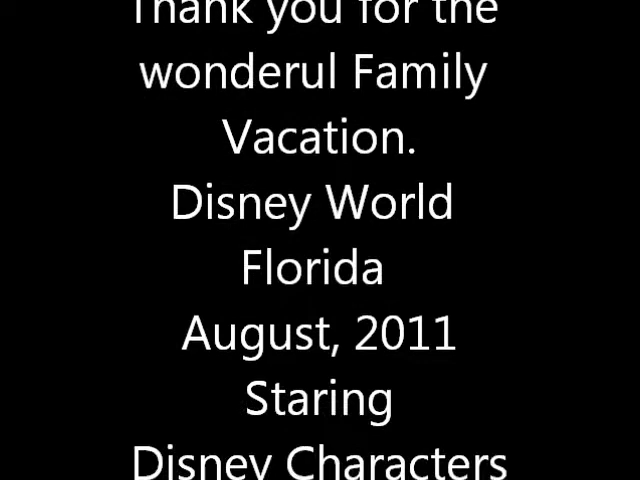 Thank you for the
wonderul Family
Vacation.
Disney World
Florida
August, 2011
Staring
Disney Characters